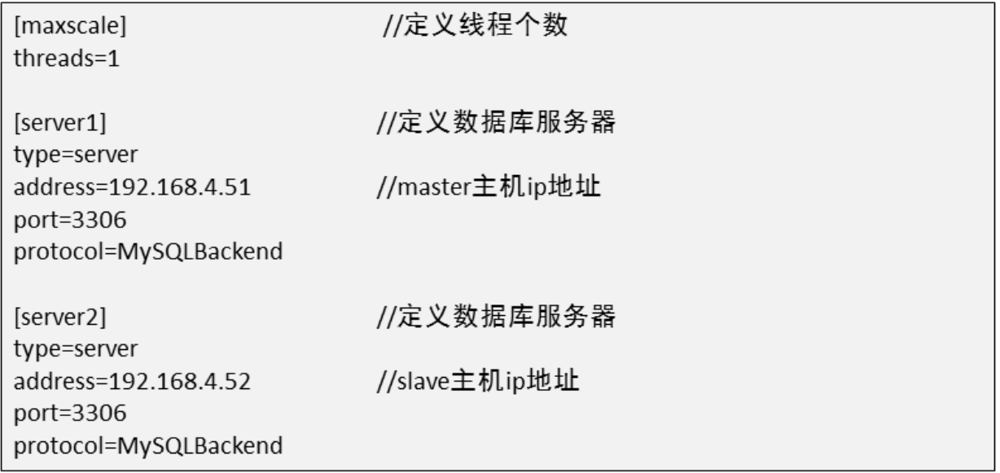 [maxscale] //定义线程个数
threads=1
[server1] //定义数据库服务器
type=server
address=192.168.4.51 //master主机ip地址
port=3306
protocol=MySQLBackend
[server2] //定义数据库服务器
type=server
address=192.168.4.52 //slave主机ip地址
port=3306
protocol=MySQLBackend